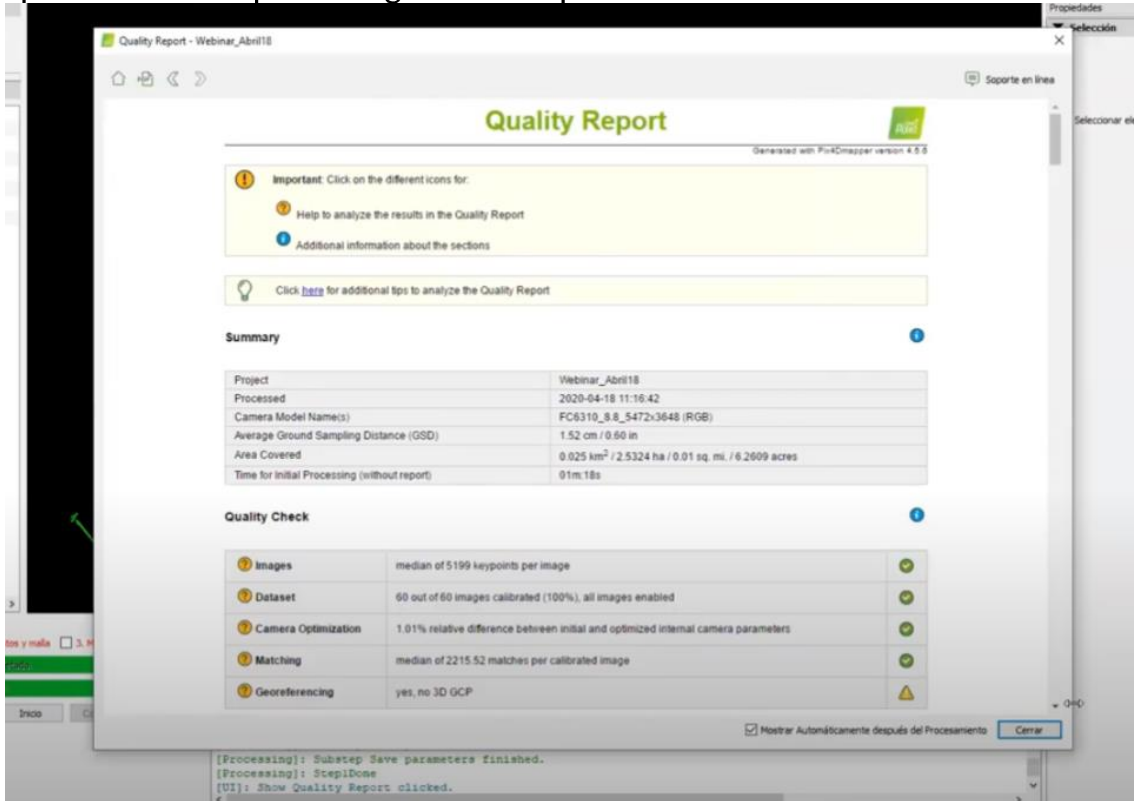 Propiedades
Selección
Quality Report - Webinar_Abril18
Soporte en línea
Seleccionar ele
Quality Report
Generated with Pix4Dmapper version 4.5.6
Important: Click on the different icons for:
Help to analyze the results in the Quality Report
Additional information about the sections
Click here for additional tips to analyze the Quality Report
Summary
Project Webinar_Abril18
Processed 2020-04-18 11:16:42
Camera Model Name(s) FC6310_8.8_5472x3648 (RGB)
Average Ground Sampling Distance (GSD) 1.52 cm / 0.60 in
Area Covered 0.025 km² / 2.5324 ha / 0.01 sq. mi. / 6.2609 acres
Time for Initial Processing (without report) 01m:18s
Quality Check
Images median of 5199 keypoints per image
Dataset 60 out of 60 images calibrated (100%), all images enabled
Camera Optimization 1.01% relative difference between initial and optimized internal camera parameters
Matching median of 2215.52 matches per calibrated image
Georeferencing yes, no 3D GCP
tos y malla 3. M
Inicio
Mostrar Automáticamente después del Procesamiento Cerrar
[Processing]: Substep Save parameters finished.
[Processing]: Step1Done
[UI]: Show Quality Report clicked.